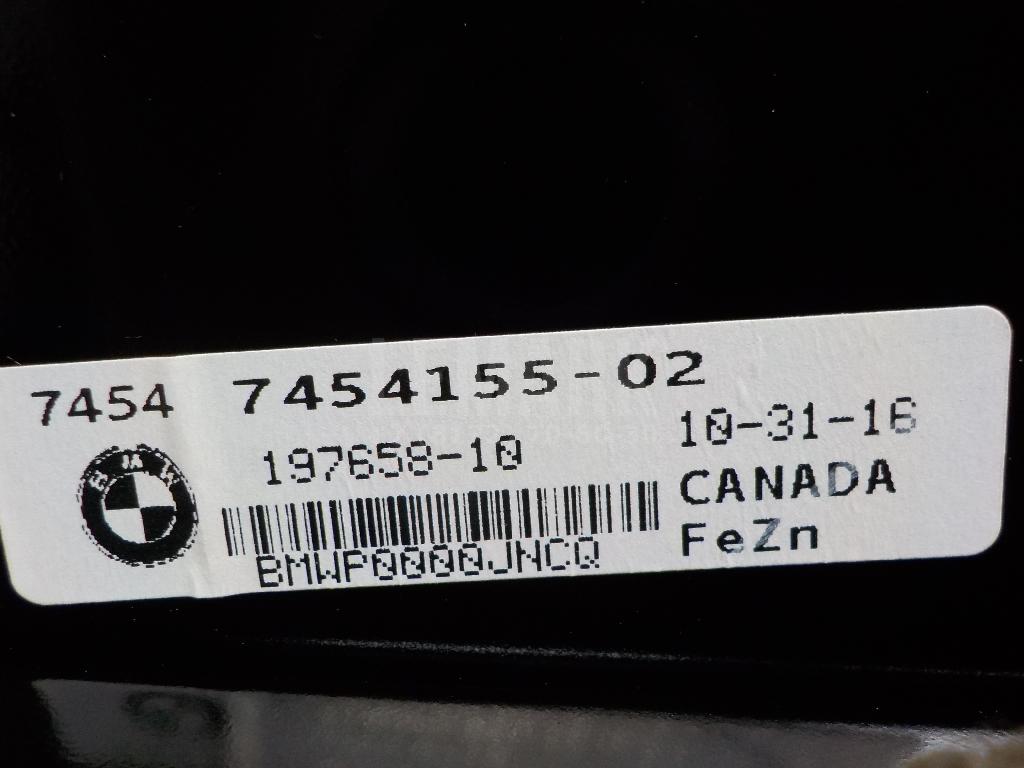 7454 7454155-02
197658-10 10-31-16
CANADA
BMWP0000JNCQ FeZn